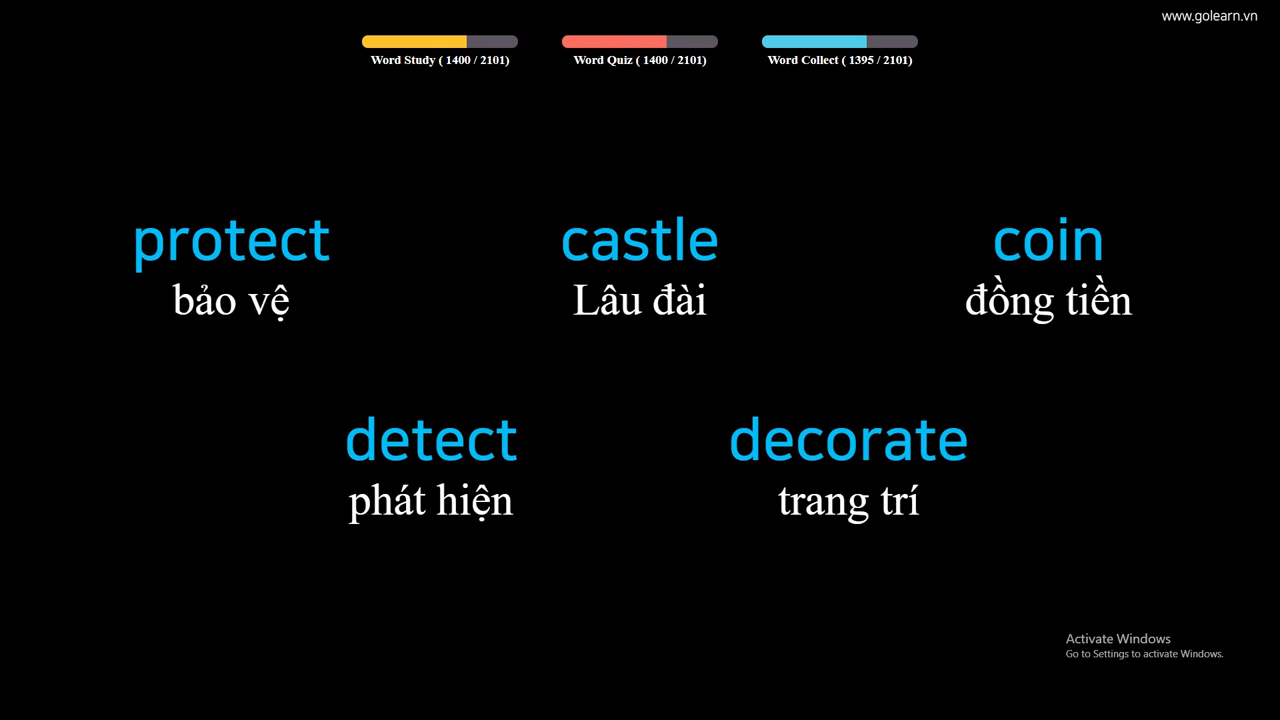 www.golearn.vn
Word Study ( 1400 / 2101)
Word Quiz ( 1400 / 2101)
Word Collect ( 1395 / 2101)
protect
bảo vệ
castle
Lâu đài
coin
đồng tiền
detect
phát hiện
decorate
trang trí
Activate Windows
Go to Settings to activate Windows.